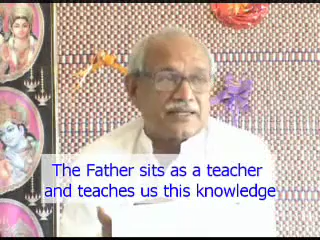 The Father sits as a teacher
and teaches us this knowledge